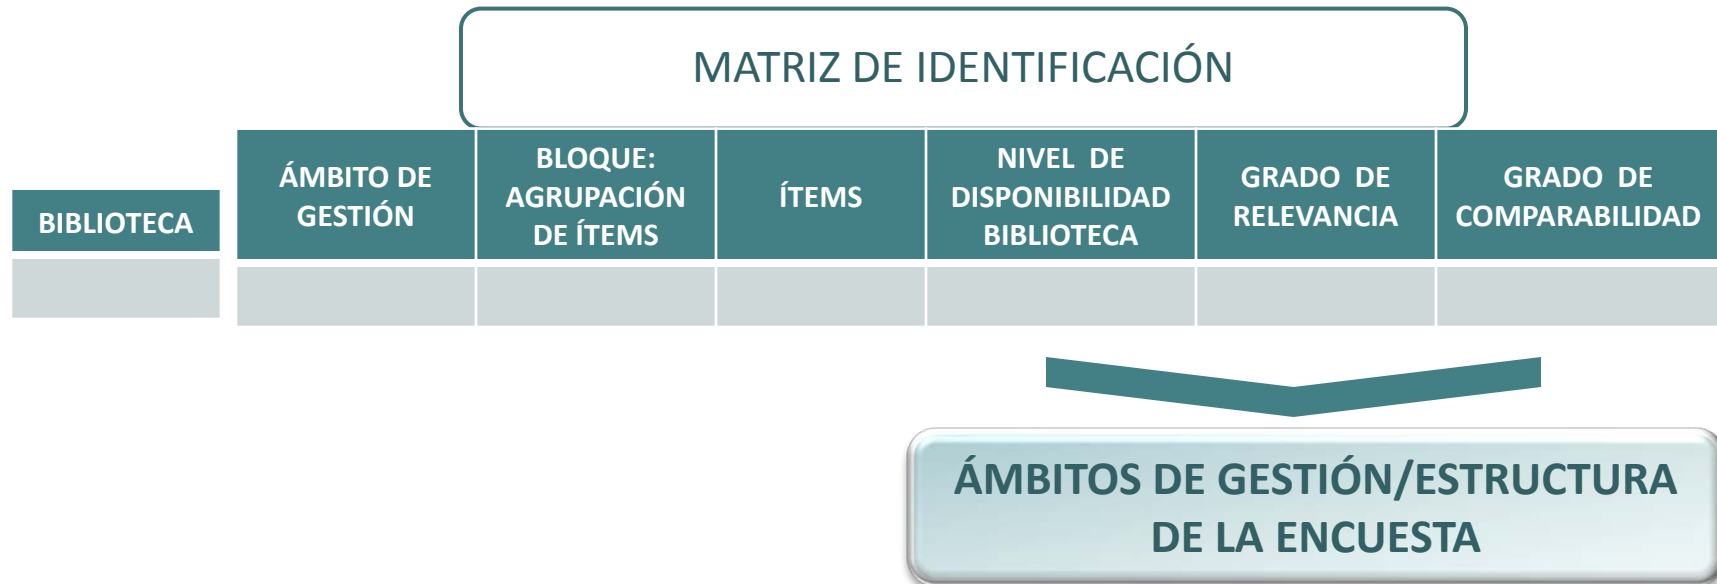 MATRIZ DE IDENTIFICACIÓN
BIBLIOTECA
ÁMBITO DE
GESTIÓN
BLOQUE:
AGRUPACIÓN
DE ÍTEMS
ÍTEMS
NIVEL DE
DISPONIBILIDAD
BIBLIOTECA
GRADO DE
RELEVANCIA
GRADO DE
COMPARABILIDAD
ÁMBITOS DE GESTIÓN/ESTRUCTURA
DE LA ENCUESTA